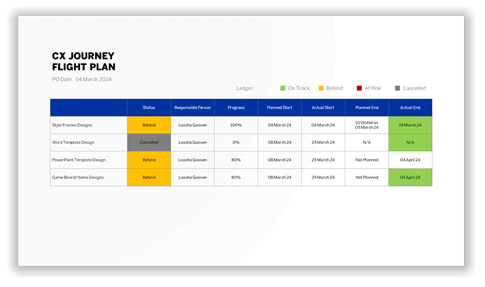 CX JOURNEY
FLIGHT PLAN
PO Date: 04 March 2024
Ledger: On Track Behind At Risk Cancelled
Status Responsible Person Progress Planned Start Actual Start Planned End Actual End
Style Frames Designs Behind Leasha Goosen 100% 04 March 24 04 March 24 10:00AM on 05 March 24 19 March 24
Word Template Design Cancelled Leasha Goosen 0% 08 March 24 25 March 24 N/A N/A
PowerPoint Template Design Behind Leasha Goosen 80% 08 March 24 25 March 24 Not Planned 04 April 24
Game Board/Items Designs Behind Leasha Goosen 80% 08 March 24 25 March 24 Not Planned 04 April 24